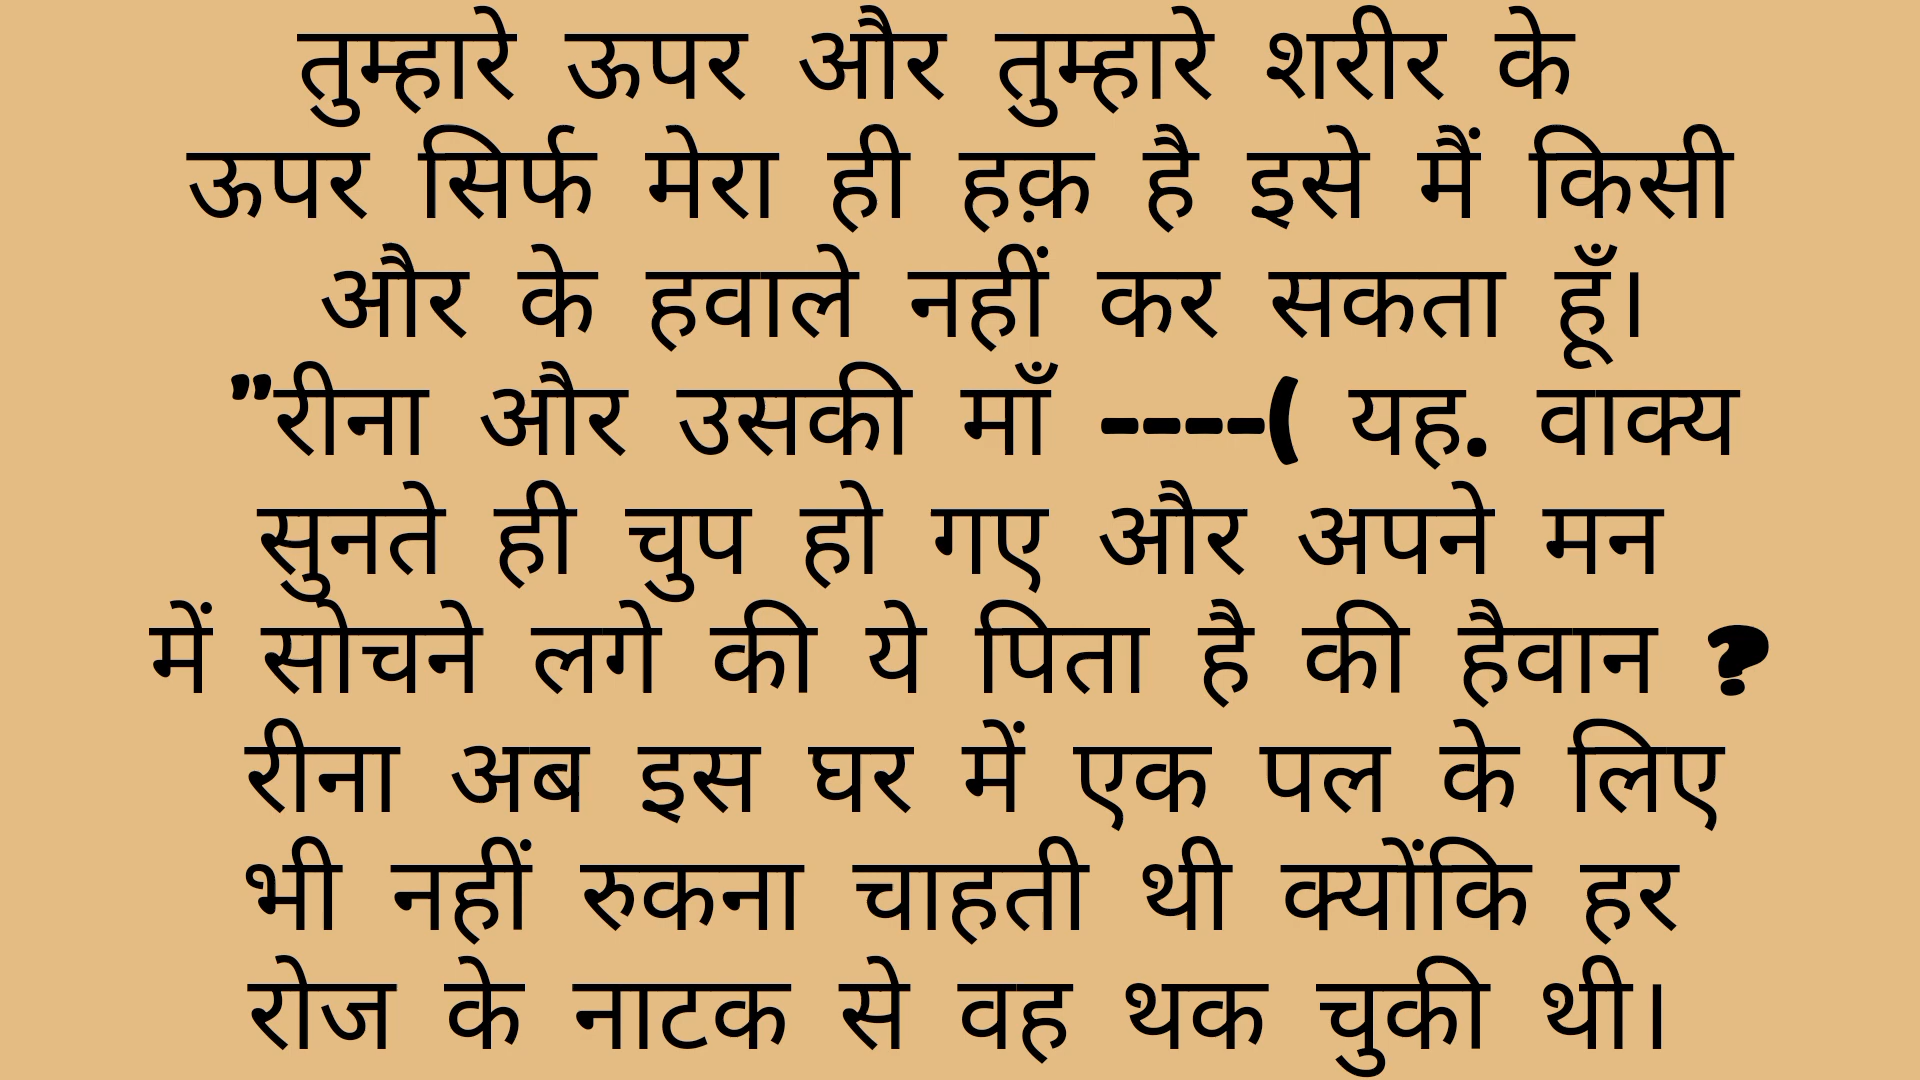 तुम्हारे ऊपर और तुम्हारे शरीर के
ऊपर सिर्फ मेरा ही हक़ है इसे मैं किसी
और के हवाले नहीं कर सकता हूँ।
”रीना और उसकी माँ ----( यह. वाक्य
सुनते ही चुप हो गए और अपने मन
में सोचने लगे की ये पिता है की हैवान ?
रीना अब इस घर में एक पल के लिए
भी नहीं रुकना चाहती थी क्योंकि हर
रोज के नाटक से वह थक चुकी थी।